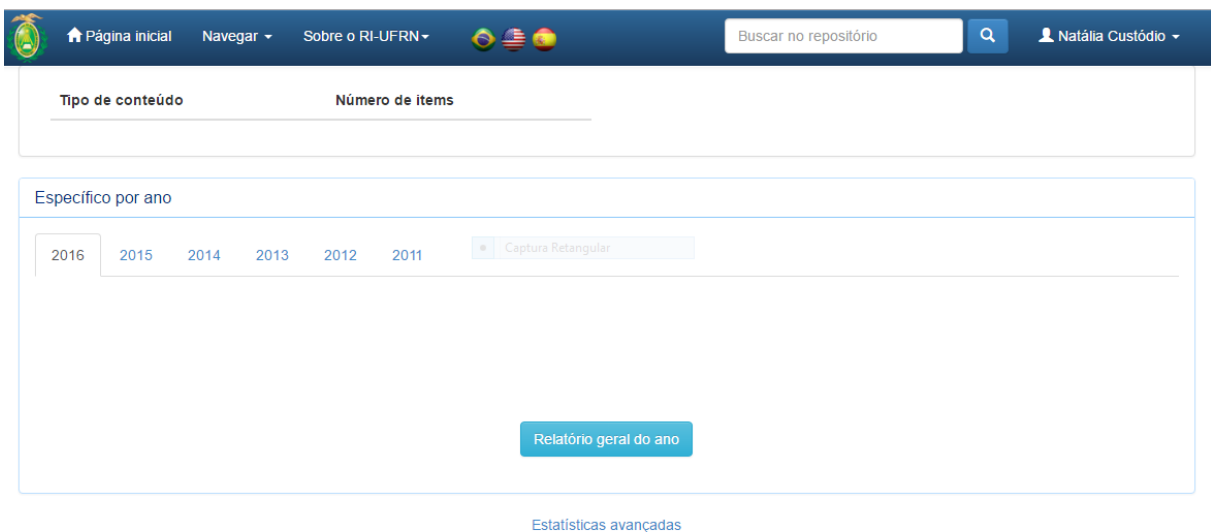 Página inicial Navegar Sobre o RI-UFRN Buscar no repositório Natália Custódio
Tipo de conteúdo Número de items
Específico por ano
2016 2015 2014 2013 2012 2011 Captura Retangular
Relatório geral do ano
Estatísticas avançadas